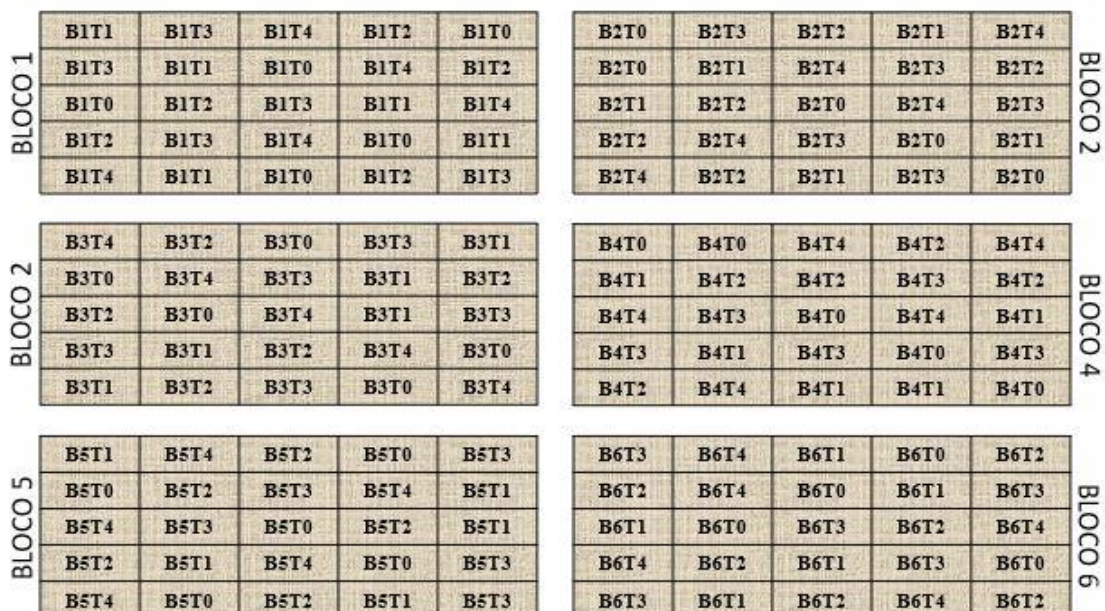 BLOCO 1
B1T1 B1T3 B1T4 B1T2 B1T0
B1T3 B1T1 B1T0 B1T4 B1T2
B1T0 B1T2 B1T3 B1T1 B1T4
B1T2 B1T3 B1T4 B1T0 B1T1
B1T4 B1T1 B1T0 B1T2 B1T3
BLOCO 2
B2T0 B2T3 B2T2 B2T1 B2T4
B2T0 B2T1 B2T4 B2T3 B2T2
B2T1 B2T2 B2T0 B2T4 B2T3
B2T2 B2T4 B2T3 B2T0 B2T1
B2T4 B2T2 B2T1 B2T3 B2T0
BLOCO 2
B3T4 B3T2 B3T0 B3T3 B3T1
B3T0 B3T4 B3T3 B3T1 B3T2
B3T2 B3T0 B3T4 B3T1 B3T3
B3T3 B3T1 B3T2 B3T4 B3T0
B3T1 B3T2 B3T3 B3T0 B3T4
BLOCO 4
B4T0 B4T0 B4T4 B4T2 B4T4
B4T1 B4T2 B4T2 B4T3 B4T2
B4T4 B4T3 B4T0 B4T4 B4T1
B4T3 B4T1 B4T3 B4T0 B4T3
B4T2 B4T4 B4T1 B4T1 B4T0
BLOCO 5
B5T1 B5T4 B5T2 B5T0 B5T3
B5T0 B5T2 B5T3 B5T4 B5T1
B5T4 B5T3 B5T0 B5T2 B5T1
B5T2 B5T1 B5T4 B5T0 B5T3
B5T4 B5T0 B5T2 B5T1 B5T3
BLOCO 6
B6T3 B6T4 B6T1 B6T0 B6T2
B6T2 B6T4 B6T0 B6T1 B6T3
B6T1 B6T0 B6T3 B6T2 B6T4
B6T4 B6T2 B6T1 B6T3 B6T0
B6T3 B6T1 B6T2 B6T4 B6T2